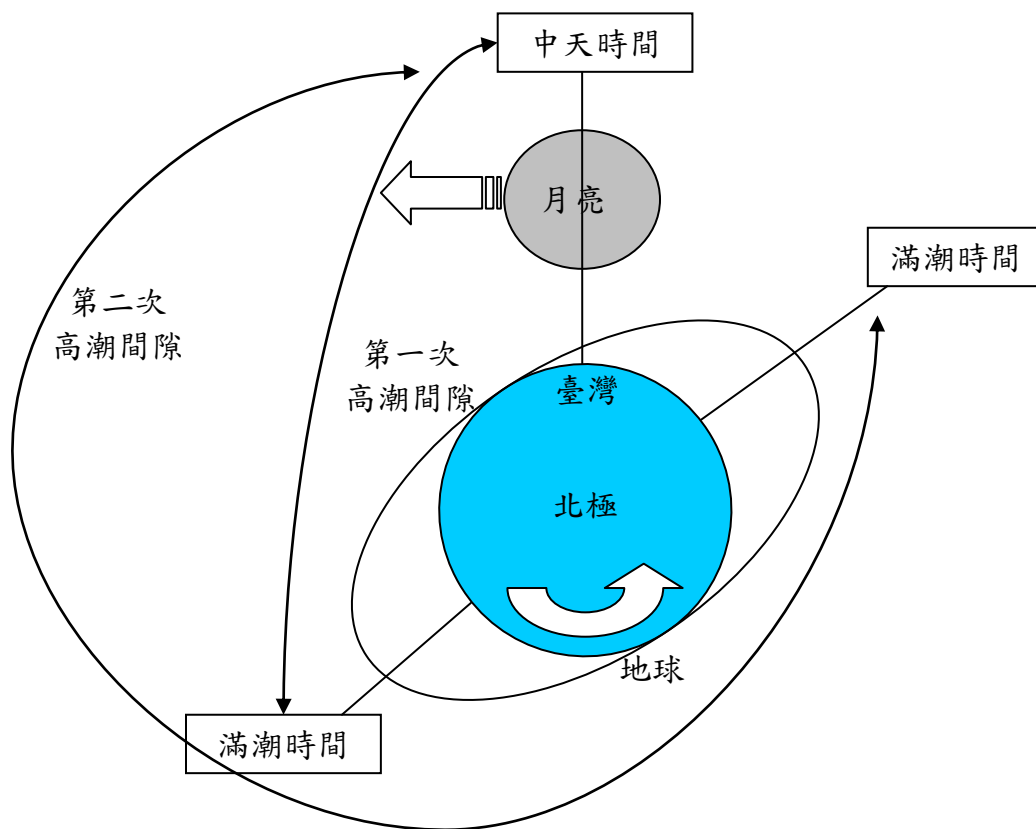 中天時間
月亮
滿潮時間
第二次
高潮間隙
第一次
高潮間隙
臺灣
北極
地球
滿潮時間